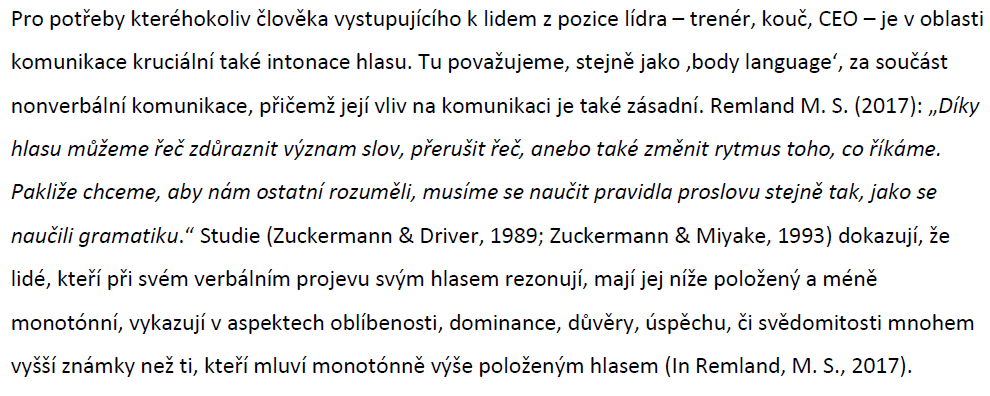 Pro potřeby kteréhokoliv člověka vystupujícího k lidem z pozice lídra – trenér, kouč, CEO – je v oblasti
komunikace kruciální také intonace hlasu. Tu považujeme, stejně jako ‚body language‘, za součást
nonverbální komunikace, přičemž její vliv na komunikaci je také zásadní. Remland M. S. (2017): „Díky
hlasu můžeme řeč zdůraznit význam slov, přerušit řeč, anebo také změnit rytmus toho, co říkáme.
Pakliže chceme, aby nám ostatní rozuměli, musíme se naučit pravidla proslovu stejně tak, jako se
naučili gramatiku.“ Studie (Zuckermann & Driver, 1989; Zuckermann & Miyake, 1993) dokazují, že
lidé, kteří při svém verbálním projevu svým hlasem rezonují, mají jej níže položený a méně
monotónní, vykazují v aspektech oblíbenosti, dominance, důvěry, úspěchu, či svědomitosti mnohem
vyšší známky než ti, kteří mluví monotónně výše položeným hlasem (In Remland, M. S., 2017).